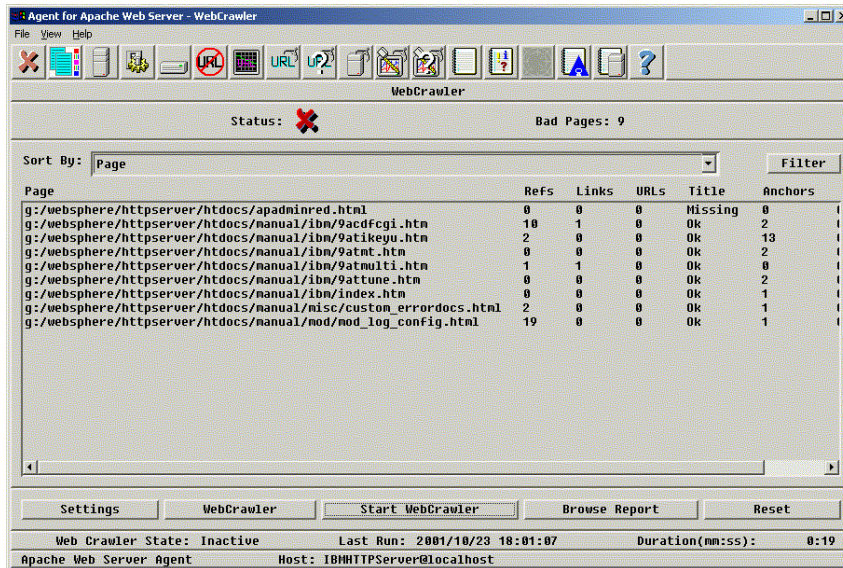 Agent for Apache Web Server - WebCrawler
File View Help
URL URL URL
WebCrawler
Status: Bad Pages: 9
Sort By: Page Filter
Page Refs Links URLs Title Anchors
g:/websphere/httpserver/htdocs/apadminred.html 0 0 0 Missing 0
g:/websphere/httpserver/htdocs/manual/ibm/9acdfcgi.htm 10 1 0 Ok 2
g:/websphere/httpserver/htdocs/manual/ibm/9atikeyu.htm 2 0 0 Ok 13
g:/websphere/httpserver/htdocs/manual/ibm/9atmt.htm 0 0 0 Ok 2
g:/websphere/httpserver/htdocs/manual/ibm/9atmulti.htm 1 1 0 Ok 0
g:/websphere/httpserver/htdocs/manual/ibm/9attune.htm 0 0 0 Ok 2
g:/websphere/httpserver/htdocs/manual/ibm/index.htm 0 0 0 Ok 1
g:/websphere/httpserver/htdocs/manual/misc/custom_errordocs.html 2 0 0 Ok 1
g:/websphere/httpserver/htdocs/manual/mod/mod_log_config.html 19 0 0 Ok 1
Settings WebCrawler Start WebCrawler Browse Report Reset
Web Crawler State: Inactive Last Run: 2001/10/23 18:01:07 Duration(mm:ss): 0:19
Apache Web Server Agent Host: IBMHTTPServer@localhost